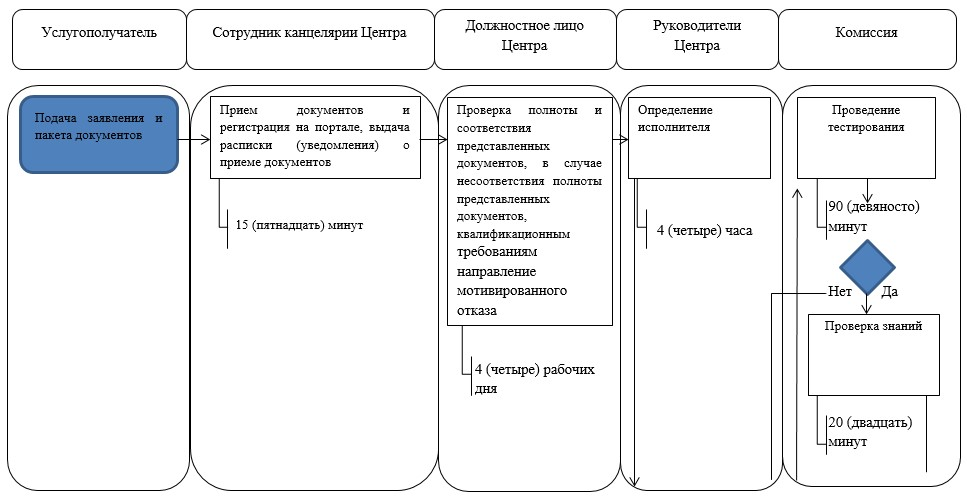 Услугополучатель
Сотрудник канцелярии Центра
Должностное лицо
Центра
Руководители
Центра
Комиссия
Подача заявления и
пакета документов
Прием документов и
регистрация на портале, выдача
расписки (уведомления) о
приеме документов
15 (пятнадцать) минут
Проверка полноты и
соответствия
представленных
документов, в случае
несоответствия полноты
представленных
документов,
квалификационным
требованиям
направление
мотивированного
отказа
4 (четыре) рабочих
дня
Определение
исполнителя
4 (четыре) часа
Проведение
тестирования
90 (девяносто)
минут
Нет
Да
Проверка знаний
20 (двадцать)
минут